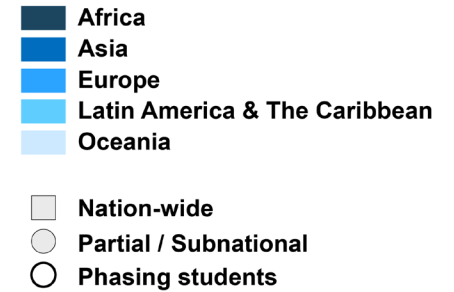 Africa
Asia
Europe
Latin America & The Caribbean
Oceania
Nation-wide
Partial / Subnational
Phasing students